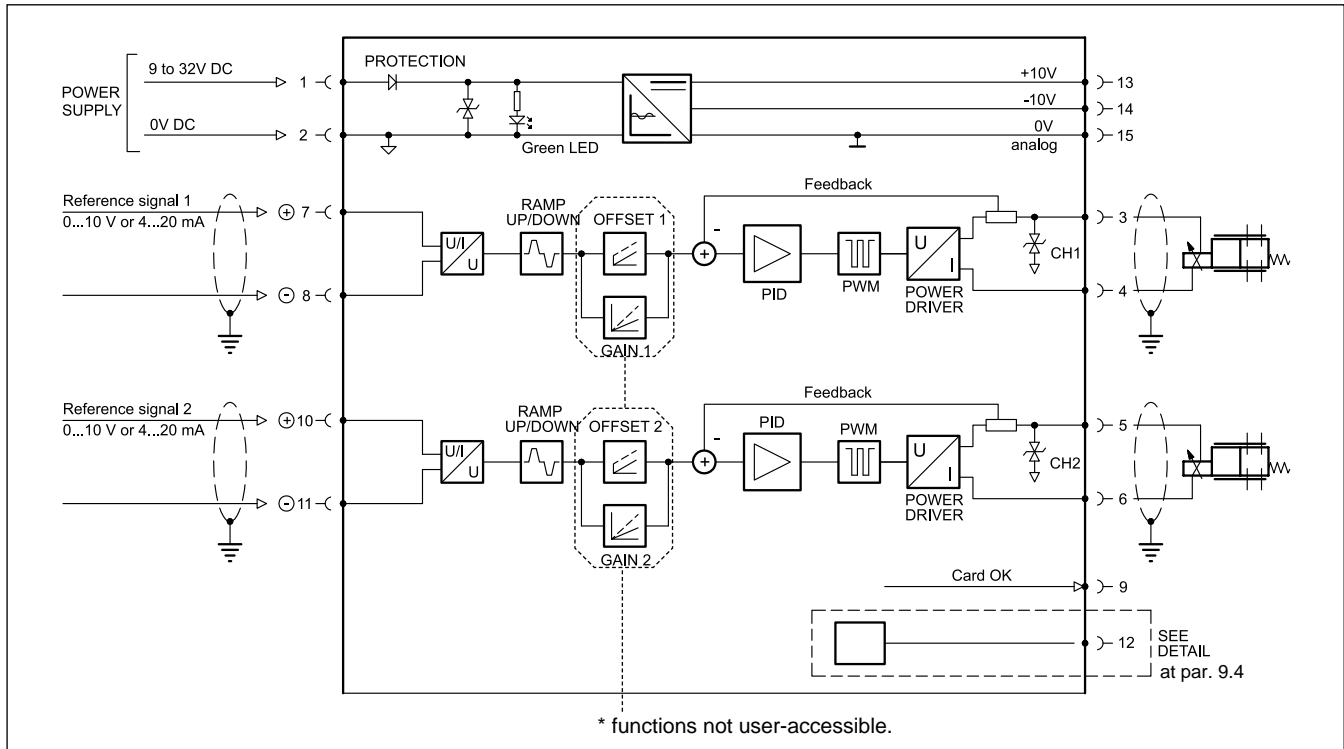 POWER
SUPPLY
9 to 32V DC
1
0V DC
2
PROTECTION
Green LED
+10V
13
-10V
14
0V
analog
15
Reference signal 1
0...10 V or 4...20 mA
+ 7
- 8
U/I
U
RAMP
UP/DOWN
OFFSET 1
GAIN 1
Feedback
-
+
PID
PWM
U
I
POWER
DRIVER
CH1
3
4
Reference signal 2
0...10 V or 4...20 mA
+ 10
- 11
U/I
U
RAMP
UP/DOWN
OFFSET 2
GAIN 2
Feedback
-
+
PID
PWM
U
I
POWER
DRIVER
CH2
5
6
Card OK
9
12
SEE
DETAIL
at par. 9.4
* functions not user-accessible.